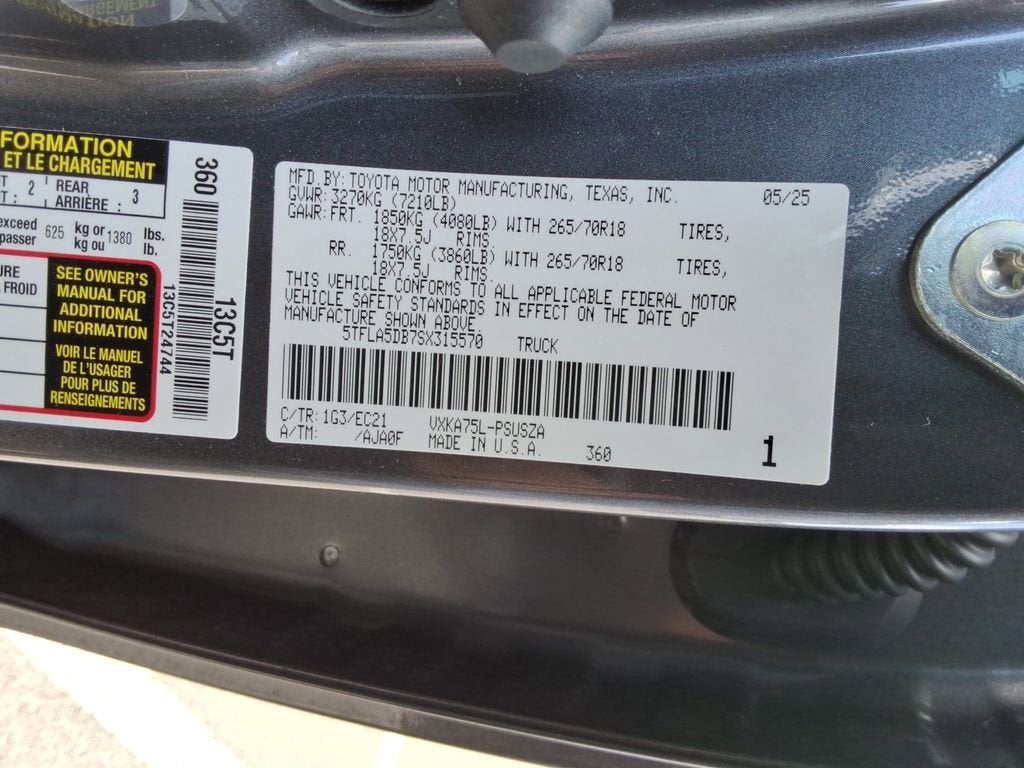 FORMATION
ET LE CHARGEMENT
2 REAR 3
ARRIÈRE :
exceed 625 kg or 1380 lbs.
passer kg ou lb.
URE
FROID
SEE OWNER'S
MANUAL FOR
ADDITIONAL
INFORMATION
VOIR LE MANUEL
DE L'USAGER
POUR PLUS DE
RENSEIGNEMENTS
360
13C5T
13C5T24744
MFD.BY:TOYOTA MOTOR MANUFACTURING, TEXAS, INC. 05/25
GVWR: 3270KG (7210LB)
GAWR:FRT. 1850KG (4080LB) WITH 265/70R18 TIRES,
18X7.5J RIMS,
RR. 1750KG (3860LB) WITH 265/70R18 TIRES,
18X7.5J RIMS.
THIS VEHICLE CONFORMS TO ALL APPLICABLE FEDERAL MOTOR
VEHICLE SAFETY STANDARDS IN EFFECT ON THE DATE OF
MANUFACTURE SHOWN ABOVE.
5TFLA5DB7SX315570 TRUCK
C/TR:1G3/EC21 VXKA75L-PSUSZA
A/TM: /AJA0F MADE IN U.S.A. 360
1